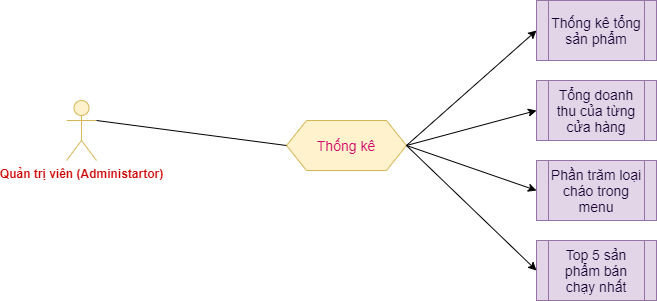 Thống kê tổng
sản phẩm
Tổng doanh
thu của từng
cửa hàng
Thống kê
Quản trị viên (Administartor)
Phần trăm loại
cháo trong
menu
Top 5 sản
phẩm bán
chạy nhất